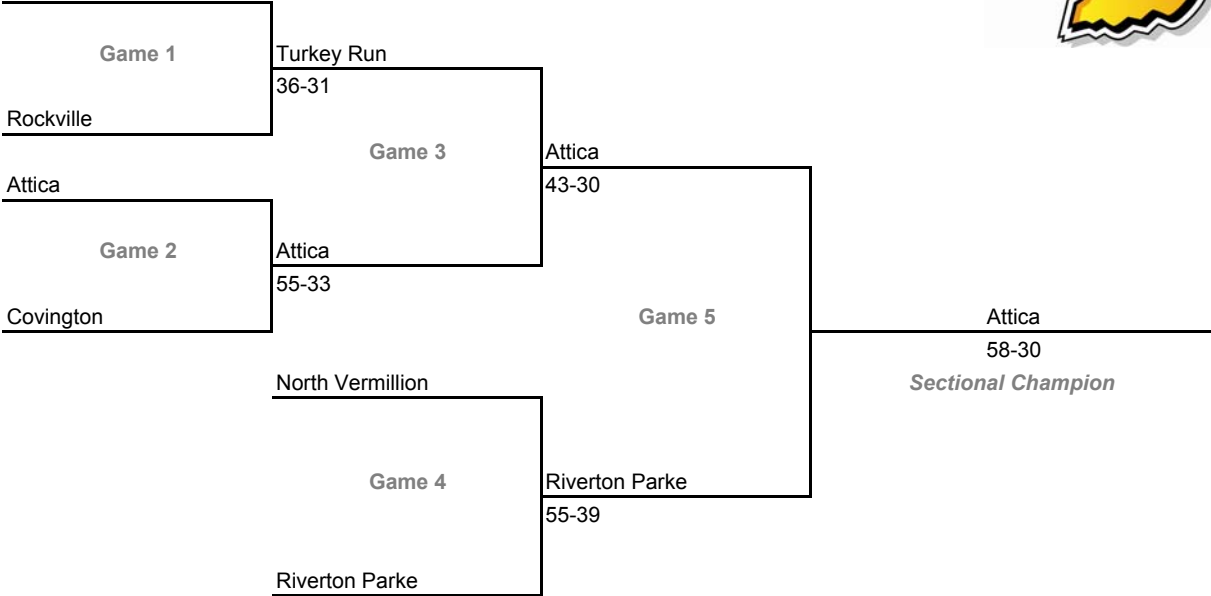 Game 1
Turkey Run
36-31
Rockville
Game 3
Attica
43-30
Attica
Game 2
Attica
55-33
Covington
Game 5
Attica
58-30
Sectional Champion
North Vermillion
Game 4
Riverton Parke
55-39
Riverton Parke